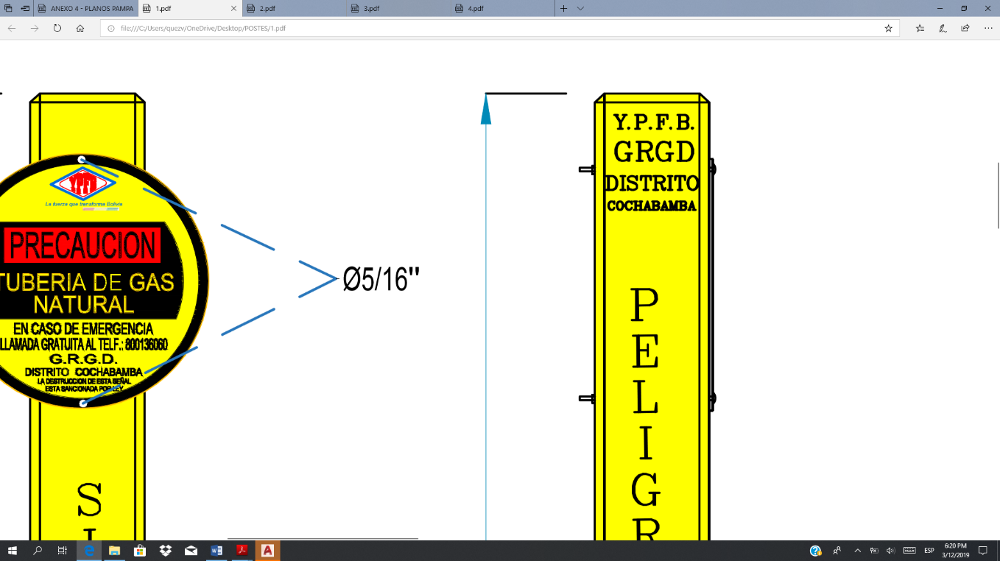 ANEXO 4 - PLANOS PAMPA
1.pdf
2.pdf
3.pdf
4.pdf
file:///C:/Users/quezv/OneDrive/Desktop/POSTES/1.pdf
YPFB
La fuerza que transforma Bolivia
PRECAUCION
TUBERIA DE GAS
NATURAL
EN CASO DE EMERGENCIA
LLAMADA GRATUITA AL TELF.: 800136060
G.R.G.D.
DISTRITO COCHABAMBA
LA DESTRUCCION DE ESTA SEÑAL
ESTA SANCIONADA POR LEY
S
I
Ø5/16"
Y.P.F.B.
GRGD
DISTRITO
COCHABAMBA
P
E
L
I
G
R
ESP
6:20 PM
3/12/2019